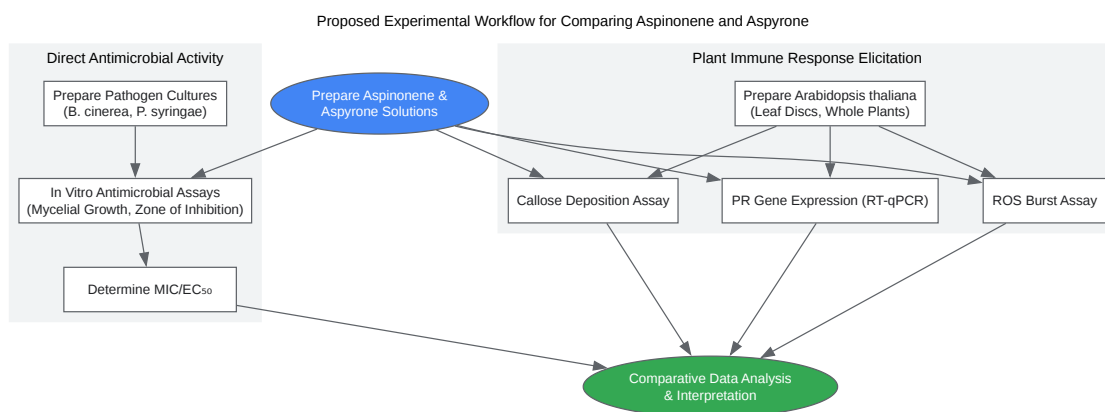 Proposed Experimental Workflow for Comparing Aspinonene and Aspyrone
Direct Antimicrobial Activity
Plant Immune Response Elicitation
Prepare Pathogen Cultures
(B. cinerea, P. syringae)
Prepare Aspinonene &
Aspyrone Solutions
Prepare Arabidopsis thaliana
(Leaf Discs, Whole Plants)
In Vitro Antimicrobial Assays
(Mycelial Growth, Zone of Inhibition)
Callose Deposition Assay
PR Gene Expression (RT-qPCR)
ROS Burst Assay
Determine MIC/EC₅₀
Comparative Data Analysis
& Interpretation